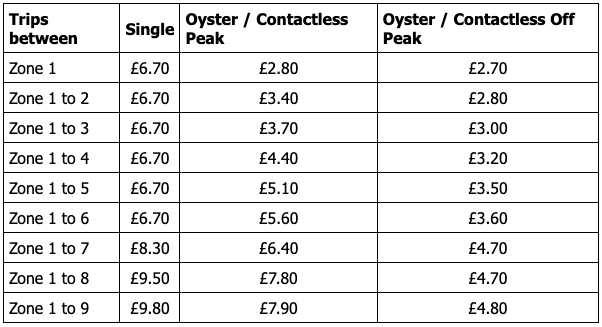 Trips between Single Oyster / Contactless Peak Oyster / Contactless Off Peak
Zone 1 £6.70 £2.80 £2.70
Zone 1 to 2 £6.70 £3.40 £2.80
Zone 1 to 3 £6.70 £3.70 £3.00
Zone 1 to 4 £6.70 £4.40 £3.20
Zone 1 to 5 £6.70 £5.10 £3.50
Zone 1 to 6 £6.70 £5.60 £3.60
Zone 1 to 7 £8.30 £6.40 £4.70
Zone 1 to 8 £9.50 £7.80 £4.70
Zone 1 to 9 £9.80 £7.90 £4.80